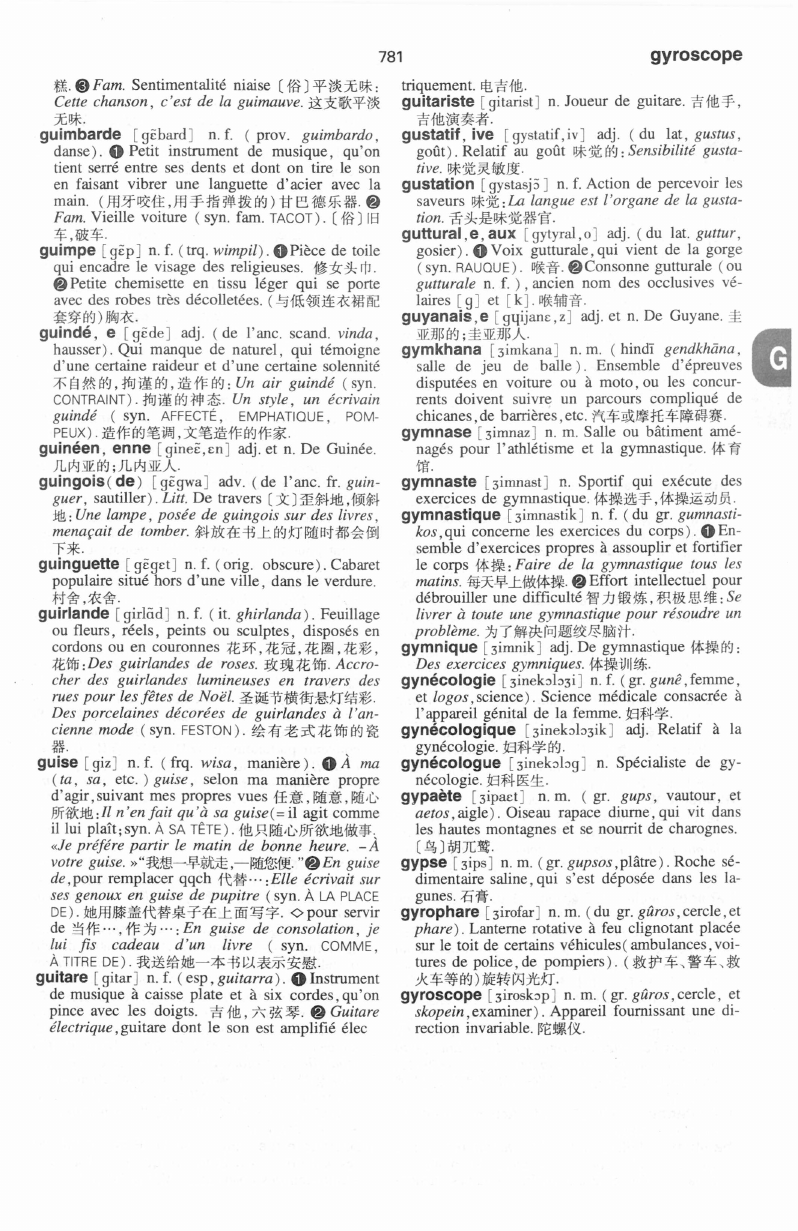 781
gyroscope
糕. ❸ Fam. Sentimentalité niaise〔俗〕平淡无味:
Cette chanson, c'est de la guimauve. 这支歌平淡
无味.
guimbarde [gɛ̃bard] n. f. ( prov. guimbardo,
danse). ❶ Petit instrument de musique, qu'on
tient serré entre ses dents et dont on tire le son
en faisant vibrer une languette d'acier avec la
main. (用牙咬住,用手指弹拨的)甘巴德乐器. ❷
Fam. Vieille voiture ( syn. fam. TACOT). 〔俗〕旧
车,破车.
guimpe [gɛ̃p] n. f. (trq. wimpil). ❶Pièce de toile
qui encadre le visage des religieuses. 修女头巾.
❷Petite chemisette en tissu léger qui se porte
avec des robes très décolletées. (与低领连衣裙配
套穿的)胸衣.
guindé, e [gɛ̃de] adj. (de l'anc. scand. vinda,
hausser). Qui manque de naturel, qui témoigne
d'une certaine raideur et d'une certaine solennité
不自然的,拘谨的,造作的: Un air guindé (syn.
CONTRAINT). 拘谨的神态. Un style, un écrivain
guindé ( syn. AFFECTÉ, EMPHATIQUE, POM-
PEUX). 造作的笔调,文笔造作的作家.
guinéen, enne [gineɛ̃,ɛn] adj. et n. De Guinée.
几内亚的;几内亚人.
guingois(de) [gɛ̃gwa] adv. (de l'anc. fr. guin-
guer, sautiller). Litt. De travers〔文〕歪斜地,倾斜
地: Une lampe, posée de guingois sur des livres,
menaçait de tomber. 斜放在书上的灯随时都会倒
下来.
guinguette [gɛ̃gɛt] n. f. (orig. obscure). Cabaret
populaire situé hors d'une ville, dans le verdure.
村舍,农舍.
guirlande [girlɑ̃d] n. f. (it. ghirlanda). Feuillage
ou fleurs, réels, peints ou sculptes, disposés en
cordons ou en couronnes 花环,花冠,花圈,花彩,
花饰:Des guirlandes de roses. 玫瑰花饰. Accro-
cher des guirlandes lumineuses en travers des
rues pour les fêtes de Noël. 圣诞节横街悬灯结彩.
Des porcelaines décorées de guirlandes à l'an-
cienne mode (syn. FESTON). 绘有老式花饰的瓷
器.
guise [giz] n. f. (frq. wisa, manière). ❶ À ma
(ta, sa, etc.) guise, selon ma manière propre
d'agir,suivant mes propres vues 任意,随意,随心
所欲地:Il n'en fait qu'à sa guise(= il agit comme
il lui plaît;syn. À SA TÊTE). 他只随心所欲地做事.
«Je préfére partir le matin de bonne heure. –À
votre guise. »“我想一早就走,—随您便.”❷En guise
de,pour remplacer qqch 代替…:Elle écrivait sur
ses genoux en guise de pupitre (syn. À LA PLACE
DE). 她用膝盖代替桌子在上面写字. ◇pour servir
de 当作…,作为…: En guise de consolation, je
lui fis cadeau d'un livre ( syn. COMME,
À TITRE DE). 我送给她一本书以表示安慰.
guitare [gitar] n. f. (esp,guitarra). ❶Instrument
de musique à caisse plate et à six cordes,qu'on
pince avec les doigts. 吉他,六弦琴. ❷ Guitare
électrique,guitare dont le son est amplifié élec
triquement. 电吉他.
guitariste [gitarist] n. Joueur de guitare. 吉他手,
吉他演奏者.
gustatif, ive [gystatif,iv] adj. (du lat, gustus,
goût). Relatif au goût 味觉的: Sensibilité gusta-
tive. 味觉灵敏度.
gustation [gystasjɔ̃] n. f. Action de percevoir les
saveurs 味觉:La langue est l'organe de la gusta-
tion. 舌头是味觉器官.
guttural,e,aux [gytyral,o] adj. (du lat. guttur,
gosier). ❶ Voix gutturale, qui vient de la gorge
(syn. RAUQUE). 喉音. ❷Consonne gutturale (ou
gutturale n. f.), ancien nom des occlusives vé-
laires [g] et [k]. 喉辅音.
guyanais,e [gɥijanɛ,z] adj. et n. De Guyane. 圭
亚那的;圭亚那人.
gymkhana [ʒimkana] n. m. (hindī gendkhāna,
salle de jeu de balle). Ensemble d'épreuves
disputées en voiture ou à moto,ou les concur-
rents doivent suivre un parcours compliqué de
chicanes,de barrières,etc. 汽车或摩托车障碍赛.
gymnase [ʒimnaz] n. m. Salle ou bâtiment amé-
nagés pour l'athlétisme et la gymnastique. 体育
馆.
gymnaste [ʒimnast] n. Sportif qui exécute des
exercices de gymnastique. 体操选手,体操运动员.
gymnastique [ʒimnastik] n. f. (du gr. gumnasti-
kos,qui concerne les exercices du corps). ❶En-
semble d'exercices propres à assouplir et fortifier
le corps 体操: Faire de la gymnastique tous les
matins. 每天早上做体操. ❷Effort intellectuel pour
débrouiller une difficulté 智力锻炼,积极思维:Se
livrer à toute une gymnastique pour résoudre un
problème. 为了解决问题绞尽脑汁.
gymnique [ʒimnik] adj. De gymnastique 体操的:
Des exercices gymniques. 体操训练.
gynécologie [ʒinekɔlɔʒi] n. f. (gr. gunê,femme,
et logos,science). Science médicale consacrée à
l'appareil génital de la femme. 妇科学.
gynécologique [ʒinekɔlɔʒik] adj. Relatif à la
gynécologie. 妇科学的.
gynécologue [ʒinekɔlɔg] n. Spécialiste de gy-
nécologie. 妇科医生.
gypaète [ʒipaɛt] n. m. ( gr. gups, vautour, et
aetos,aigle). Oiseau rapace diurne, qui vit dans
les hautes montagnes et se nourrit de charognes.
〔鸟〕胡兀鹫.
G
gypse [ʒips] n. m. (gr. gupsos,plâtre). Roche sé-
dimentaire saline, qui s'est déposée dans les la-
gunes. 石膏.
gyrophare [ʒirofar] n. m. (du gr. gûros,cercle,et
phare). Lanterne rotative à feu clignotant placée
sur le toit de certains véhicules(ambulances,voi-
tures de police, de pompiers). (救护车、警车、救
火车等的)旋转闪光灯.
gyroscope [ʒiroskɔp] n. m. (gr. gûros,cercle, et
skopein,examiner). Appareil fournissant une di-
rection invariable. 陀螺仪.